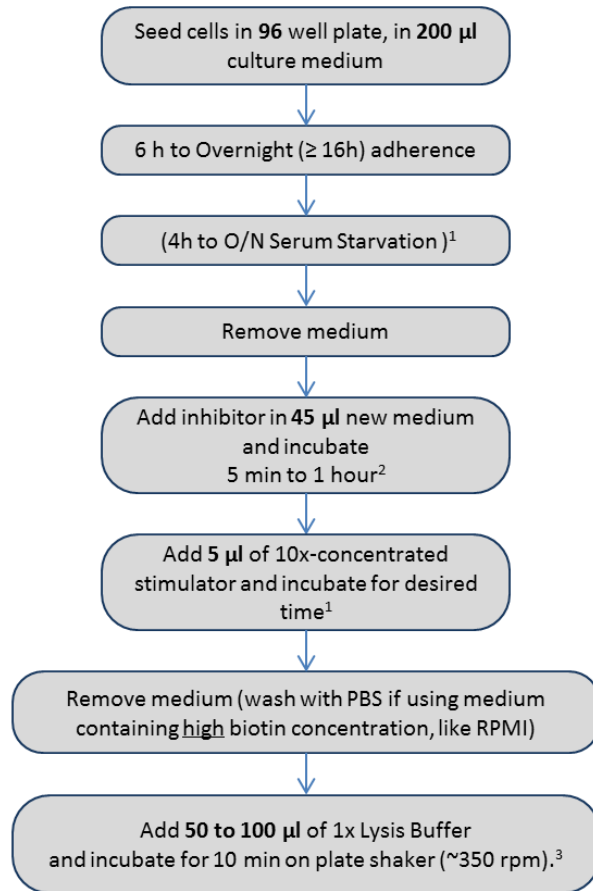 Seed cells in 96 well plate, in 200 µl
culture medium
6 h to Overnight (≥ 16h) adherence
(4h to O/N Serum Starvation )¹
Remove medium
Add inhibitor in 45 µl new medium
and incubate
5 min to 1 hour²
Add 5 µl of 10x-concentrated
stimulator and incubate for desired
time¹
Remove medium (wash with PBS if using medium
containing high biotin concentration, like RPMI)
Add 50 to 100 µl of 1x Lysis Buffer
and incubate for 10 min on plate shaker (~350 rpm).³